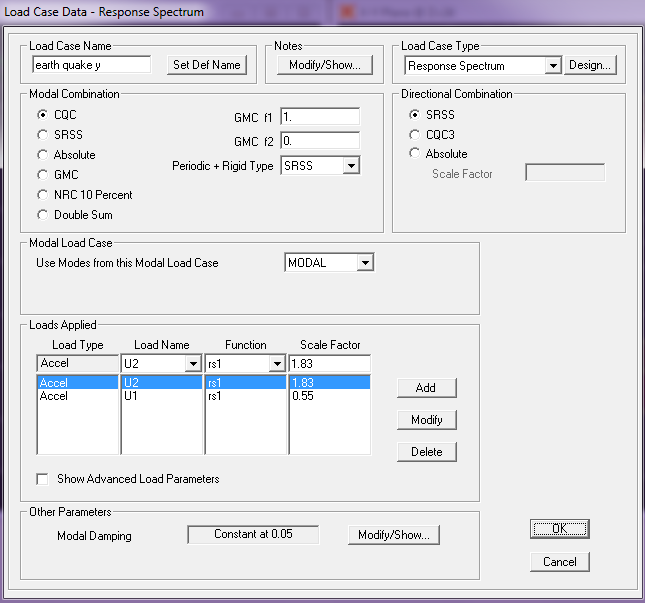 Load Case Data - Response Spectrum
Load Case Name
earth quake y
Set Def Name
Notes
Modify/Show...
Load Case Type
Response Spectrum
Design...
Modal Combination
CQC
SRSS
Absolute
GMC
NRC 10 Percent
Double Sum
GMC f1
1.
GMC f2
0.
Periodic + Rigid Type
SRSS
Directional Combination
SRSS
CQC3
Absolute
Scale Factor
Modal Load Case
Use Modes from this Modal Load Case
MODAL
Loads Applied
Load Type Load Name Function Scale Factor
Accel U2 rs1 1.83
Accel U2 rs1 1.83
Accel U1 rs1 0.55
Add
Modify
Delete
Show Advanced Load Parameters
Other Parameters
Modal Damping
Constant at 0.05
Modify/Show...
OK
Cancel